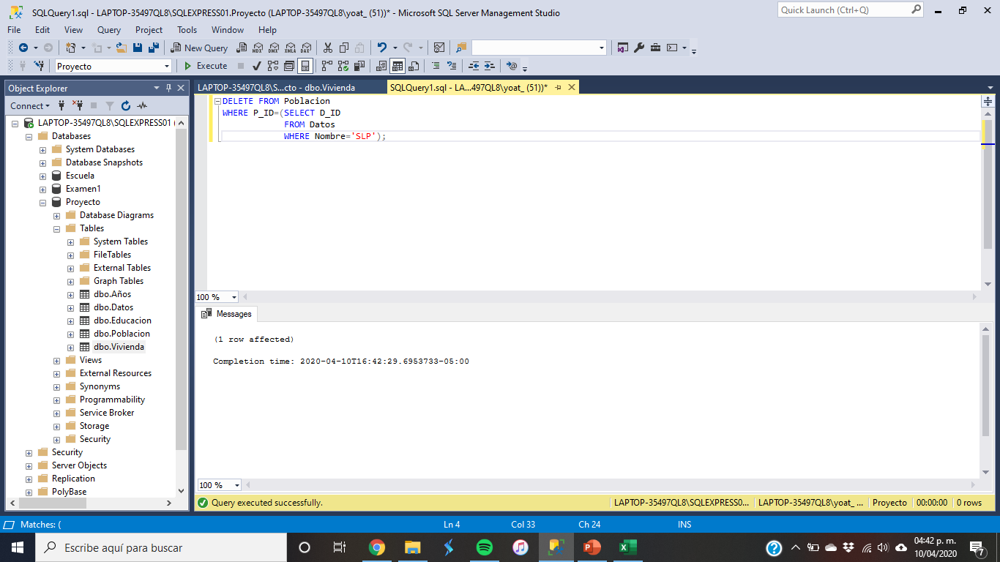 SQLQuery1.sql - LAPTOP-35497QL8\SQLEXPRESS01.Proyecto (LAPTOP-35497QL8\yoat_ (51))* - Microsoft SQL Server Management Studio
Quick Launch (Ctrl+Q)
File Edit View Query Project Tools Window Help
New Query MDX DMX XMLA DAX
Proyecto Execute
Object Explorer
LAPTOP-35497QL8\S...cto - dbo.Vivienda SQLQuery1.sql - LA...497QL8\yoat_ (51))*
Connect
LAPTOP-35497QL8\SQLEXPRESS01 (
Databases
System Databases
Database Snapshots
Escuela
Examen1
Proyecto
Database Diagrams
Tables
System Tables
FileTables
External Tables
Graph Tables
dbo.Años
dbo.Datos
dbo.Educacion
dbo.Poblacion
dbo.Vivienda
Views
External Resources
Synonyms
Programmability
Service Broker
Storage
Security
Security
Server Objects
Replication
PolyBase
DELETE FROM Poblacion
WHERE P_ID=(SELECT D_ID
FROM Datos
WHERE Nombre='SLP');
100 %
Messages
(1 row affected)
Completion time: 2020-04-10T16:42:29.6953733-05:00
100 %
Query executed successfully. LAPTOP-35497QL8\SQLEXPRESS0... LAPTOP-35497QL8\yoat_ ... Proyecto 00:00:00 0 rows
Matches: ( Ln 4 Col 33 Ch 24 INS
Escribe aquí para buscar
04:42 p. m.
10/04/2020
7